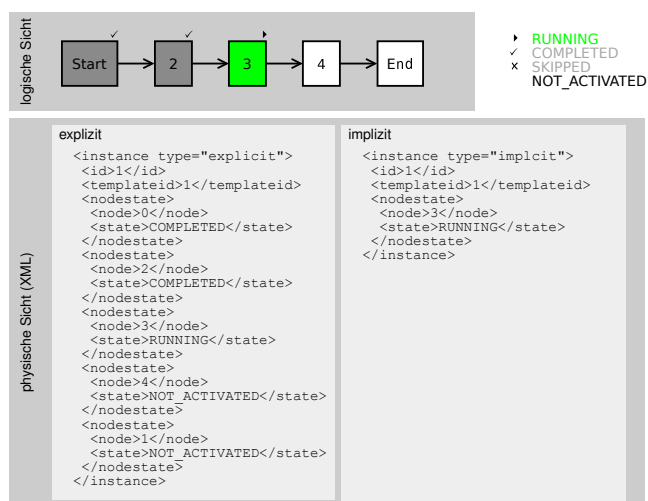 logische Sicht
Start
2
3
4
End
RUNNING
COMPLETED
SKIPPED
NOT_ACTIVATED
physische Sicht (XML)
explizit
<instance type="explicit">
<id>1</id>
<templateid>1</templateid>
<nodestate>
<node>0</node>
<state>COMPLETED</state>
</nodestate>
<nodestate>
<node>2</node>
<state>COMPLETED</state>
</nodestate>
<nodestate>
<node>3</node>
<state>RUNNING</state>
</nodestate>
<nodestate>
<node>4</node>
<state>NOT_ACTIVATED</state>
</nodestate>
<nodestate>
<node>1</node>
<state>NOT_ACTIVATED</state>
</nodestate>
</instance>
implizit
<instance type="implcit">
<id>1</id>
<templateid>1</templateid>
<nodestate>
<node>3</node>
<state>RUNNING</state>
</nodestate>
</instance>